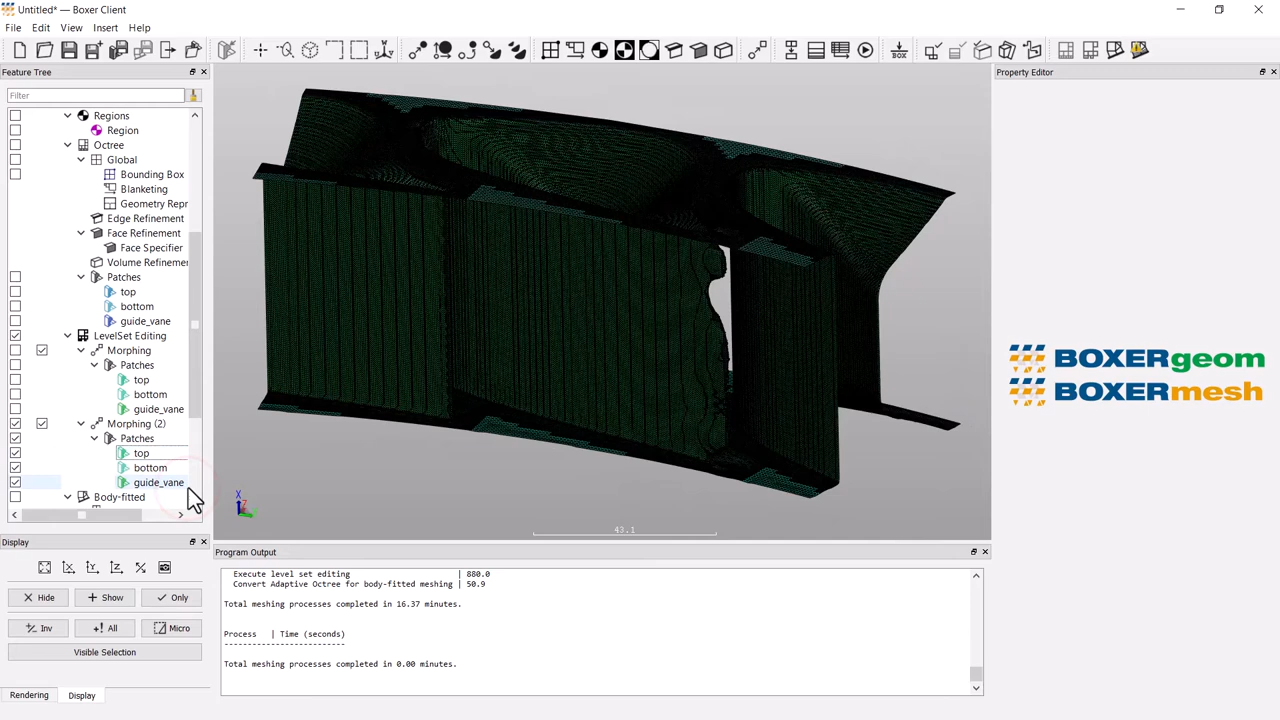 Untitled* — Boxer Client
File Edit View Insert Help
BOX
Feature Tree
Filter
Regions
Region
Octree
Global
Bounding Box
Blanketing
Geometry Repr
Edge Refinement
Face Refinement
Face Specifier
Volume Refinemen
Patches
top
bottom
guide_vane
LevelSet Editing
Morphing
Patches
top
bottom
guide_vane
Morphing (2)
Patches
top
bottom
guide_vane
Body-fitted
Display
Hide Show Only
Inv All Micro
Visible Selection
Rendering Display
X
Z
Y
43.1
Program Output
Execute level set editing | 880.0
Convert Adaptive Octree for body-fitted meshing | 50.9
Total meshing processes completed in 16.37 minutes.
Process | Time (seconds)
--------------------------
Total meshing processes completed in 0.00 minutes.
Property Editor
BOXERgeom
BOXERmesh